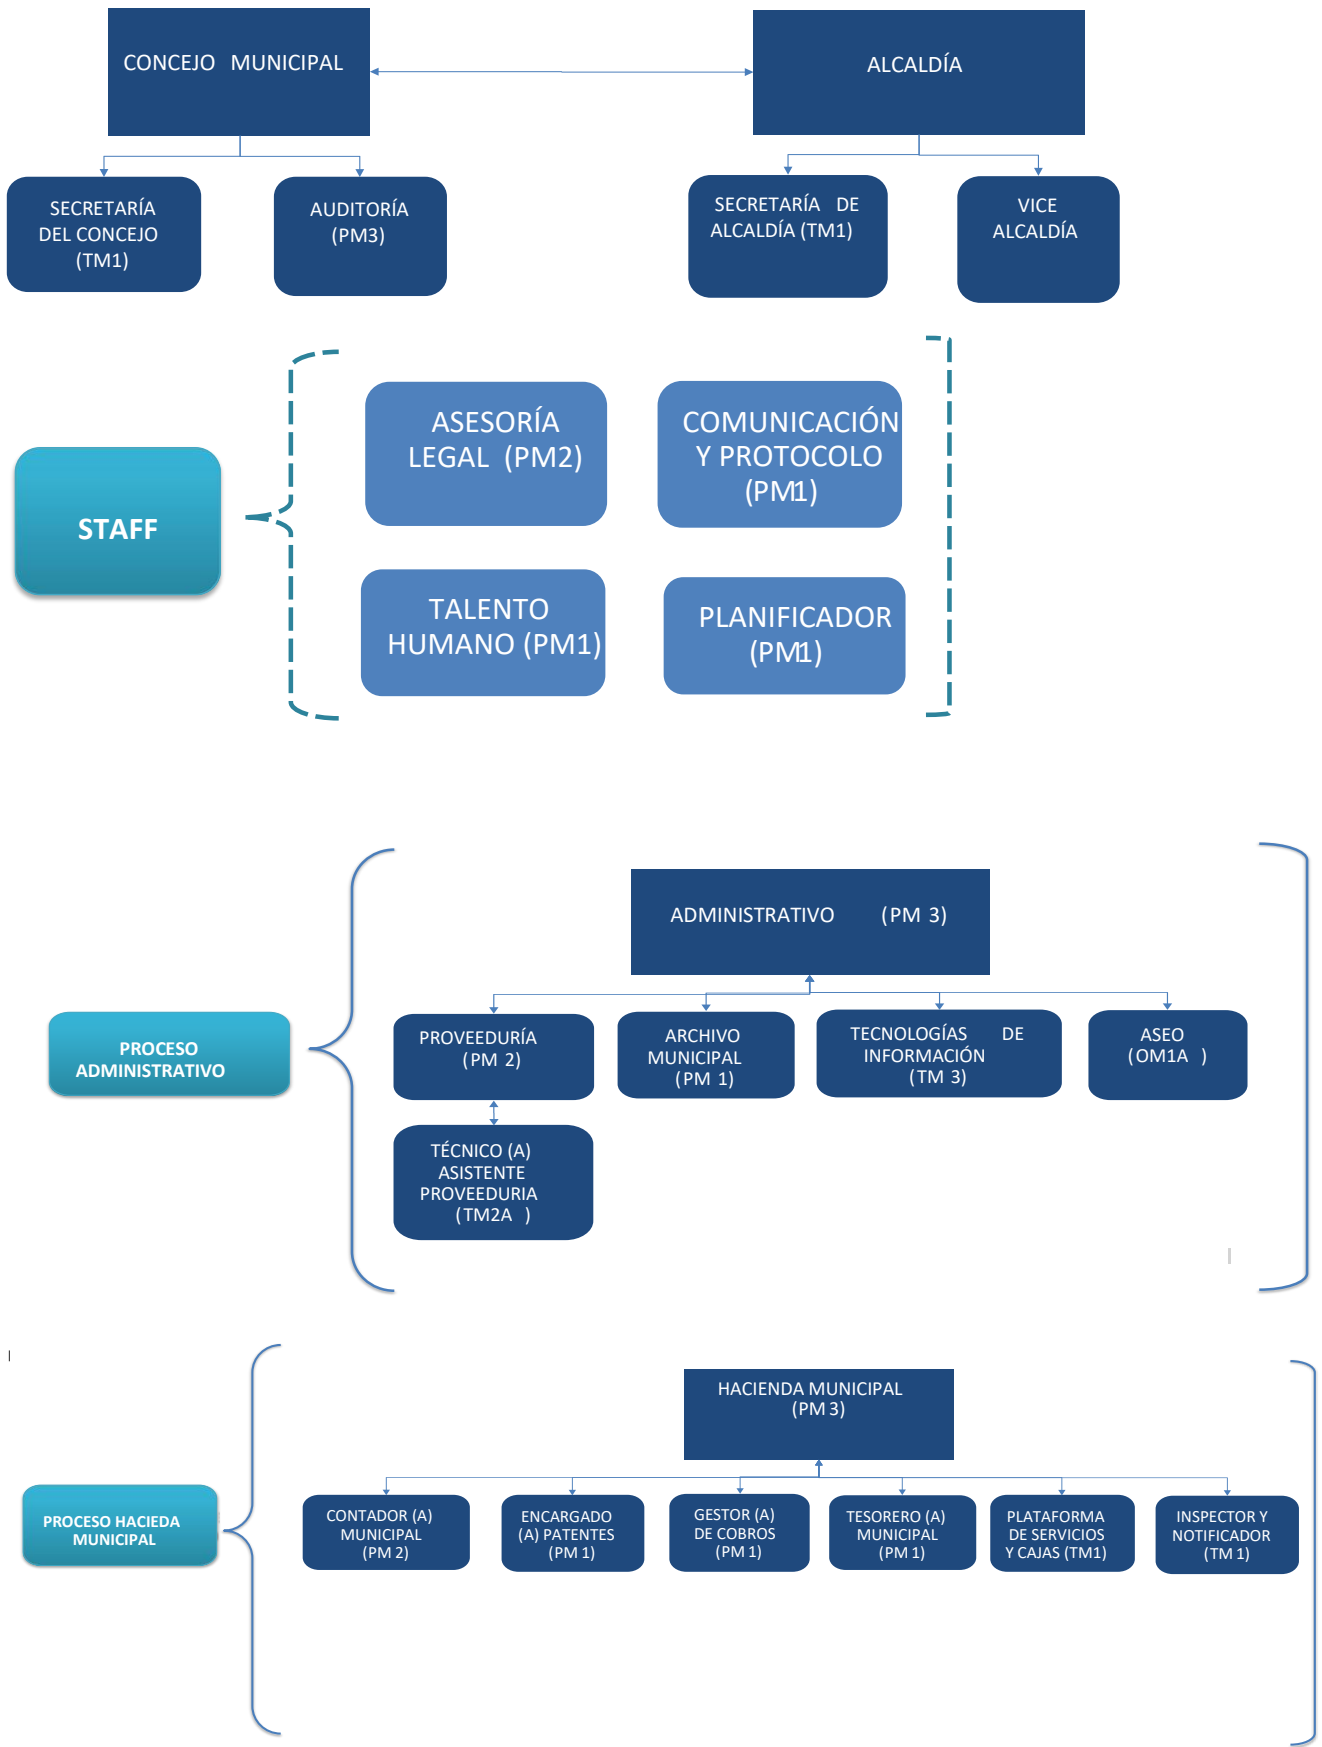 CONCEJO MUNICIPAL
ALCALDÍA
SECRETARÍA
DEL CONCEJO
(TM1)
AUDITORÍA
(PM3)
SECRETARÍA DE
ALCALDÍA (TM1)
VICE
ALCALDÍA
STAFF
ASESORÍA
LEGAL (PM2)
COMUNICACIÓN
Y PROTOCOLO
(PM1)
TALENTO
HUMANO (PM1)
PLANIFICADOR
(PM1)
PROCESO
ADMINISTRATIVO
ADMINISTRATIVO (PM 3)
PROVEEDURÍA
(PM 2)
ARCHIVO
MUNICIPAL
(PM 1)
TECNOLOGÍAS DE
INFORMACIÓN
(TM 3)
ASEO
(OM1A )
TÉCNICO (A)
ASISTENTE
PROVEEDURIA
(TM2A )
PROCESO HACIEDA
MUNICIPAL
HACIENDA MUNICIPAL
(PM 3)
CONTADOR (A)
MUNICIPAL
(PM 2)
ENCARGADO
(A) PATENTES
(PM 1)
GESTOR (A)
DE COBROS
(PM 1)
TESORERO (A)
MUNICIPAL
(PM 1)
PLATAFORMA
DE SERVICIOS
Y CAJAS (TM1)
INSPECTOR Y
NOTIFICADOR
(TM 1)